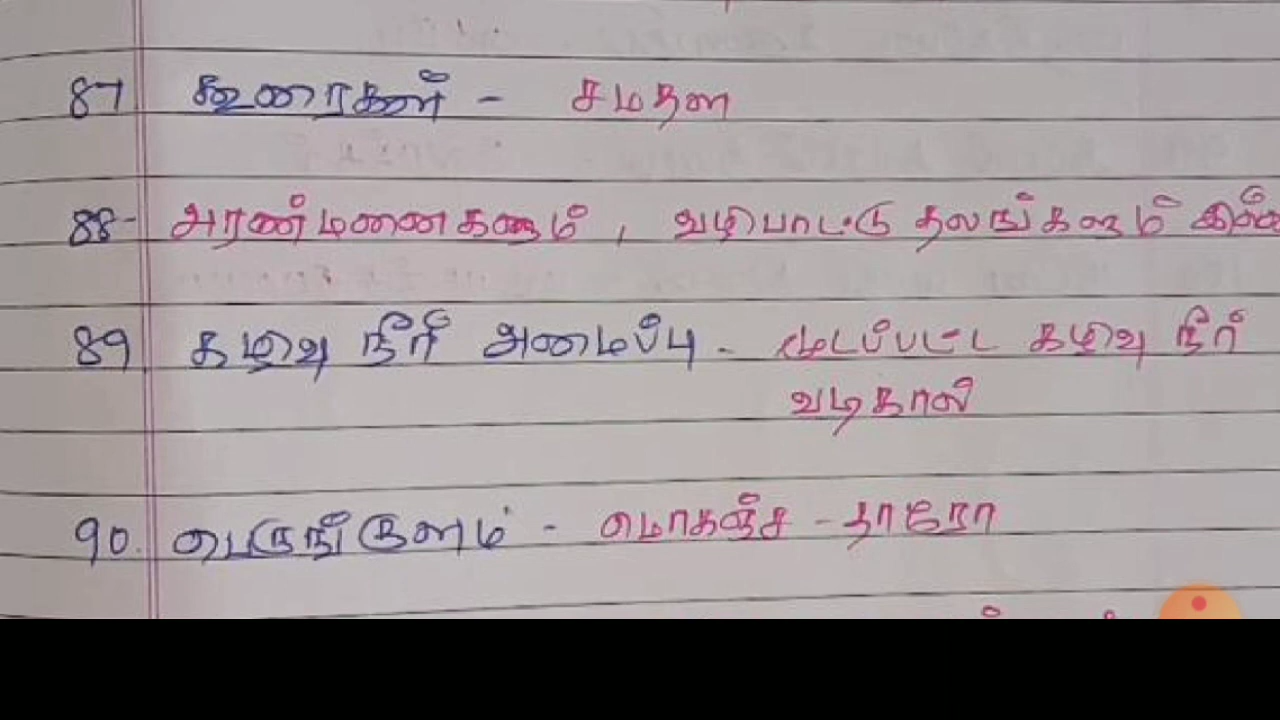 87 கூரைகள் - சமதள
88- அரண்மனைகளும், வழிபாட்டு தலங்களும் இல்லை
89 கழிவு நீர் அமைப்பு - மூடப்பட்ட கழிவு நீர்
வடிகால்
90. பெருங்குளம் - மொகஞ்ச - தாரோ